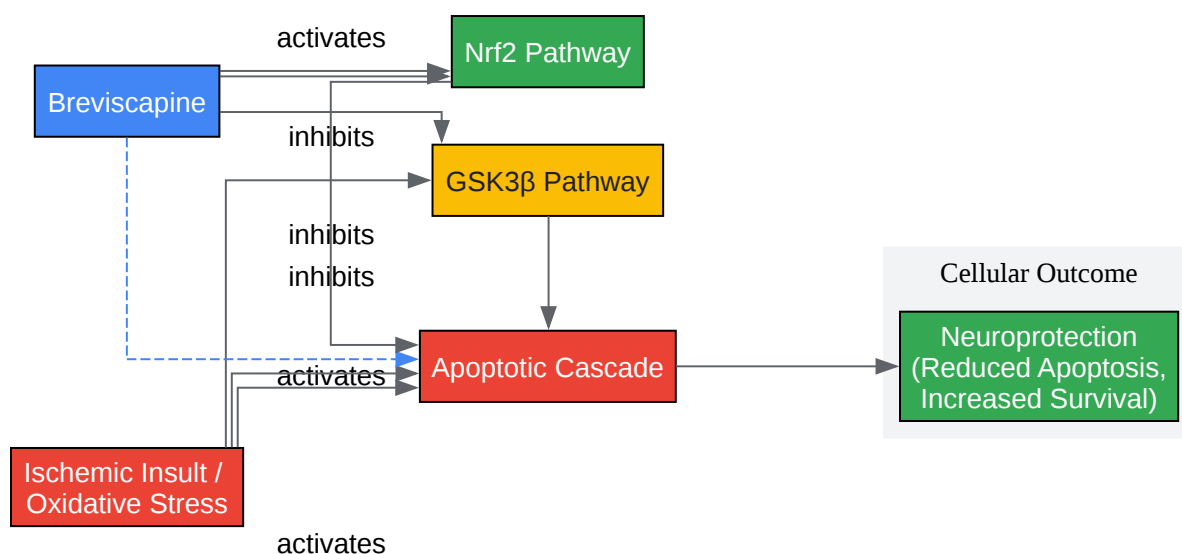 activates
Nrf2 Pathway
Breviscapine
inhibits
GSK3β Pathway
inhibits
inhibits
Cellular Outcome
Neuroprotection
(Reduced Apoptosis,
Increased Survival)
Apoptotic Cascade
activates
Ischemic Insult /
Oxidative Stress
activates